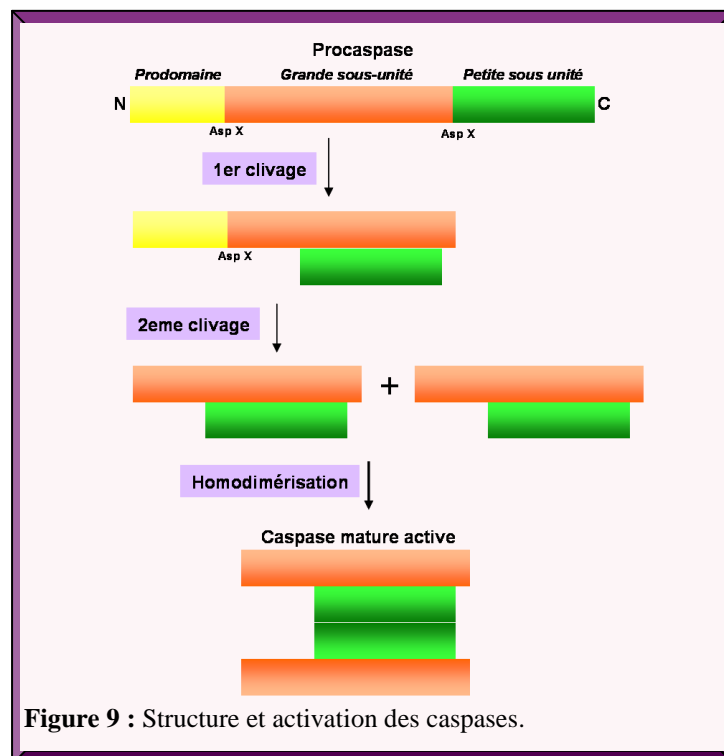 Procaspase
Prodomaine Grande sous-unité Petite sous unité
N C
Asp X Asp X
1er clivage
Asp X
2eme clivage
+
Homodimérisation
Caspase mature active
Figure 9 : Structure et activation des caspases.